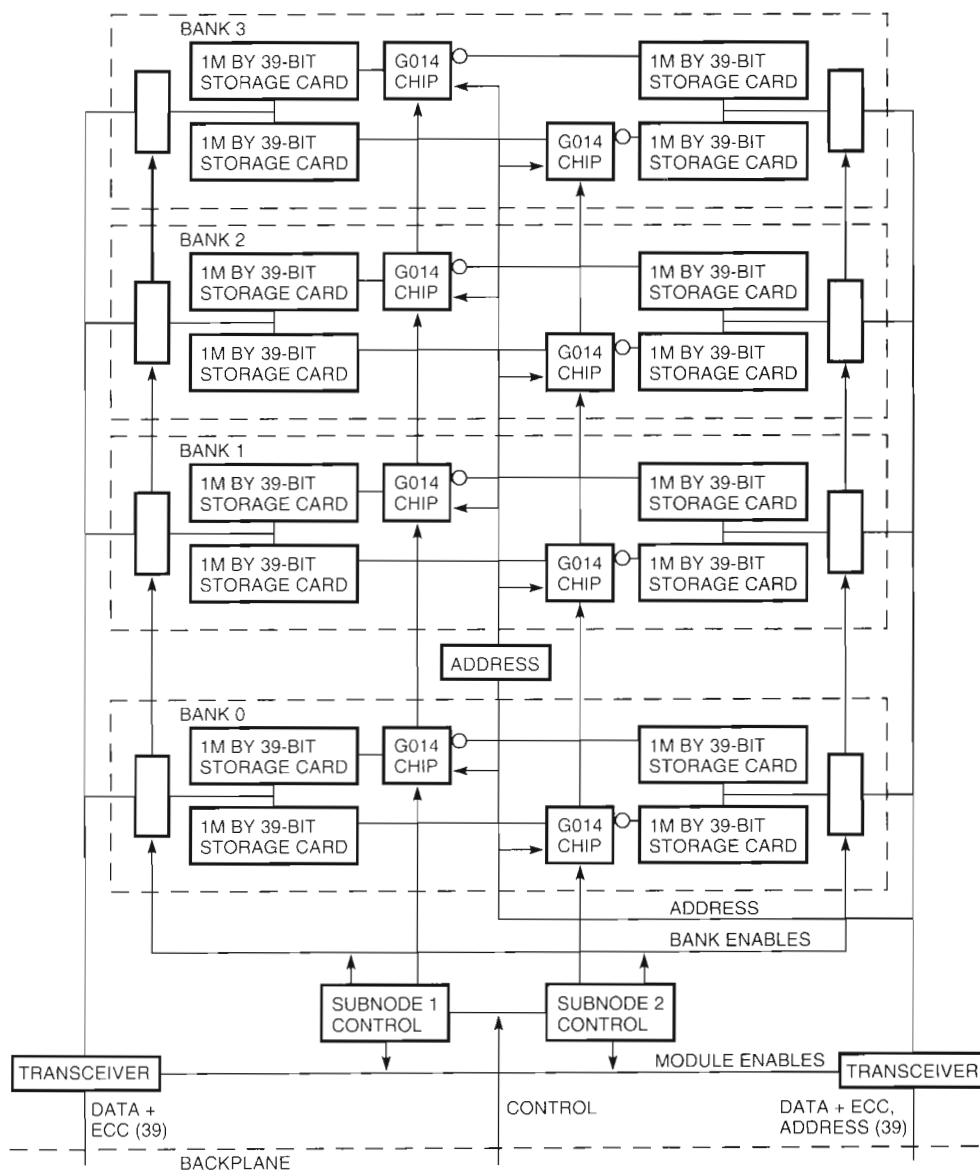 BANK 3
1M BY 39-BIT
STORAGE CARD
G014
CHIP
1M BY 39-BIT
STORAGE CARD
1M BY 39-BIT
STORAGE CARD
G014
CHIP
1M BY 39-BIT
STORAGE CARD
BANK 2
1M BY 39-BIT
STORAGE CARD
G014
CHIP
1M BY 39-BIT
STORAGE CARD
1M BY 39-BIT
STORAGE CARD
G014
CHIP
1M BY 39-BIT
STORAGE CARD
BANK 1
1M BY 39-BIT
STORAGE CARD
G014
CHIP
1M BY 39-BIT
STORAGE CARD
1M BY 39-BIT
STORAGE CARD
G014
CHIP
1M BY 39-BIT
STORAGE CARD
ADDRESS
BANK 0
1M BY 39-BIT
STORAGE CARD
G014
CHIP
1M BY 39-BIT
STORAGE CARD
1M BY 39-BIT
STORAGE CARD
G014
CHIP
1M BY 39-BIT
STORAGE CARD
ADDRESS
BANK ENABLES
SUBNODE 1
CONTROL
SUBNODE 2
CONTROL
MODULE ENABLES
TRANSCEIVER
TRANSCEIVER
DATA +
ECC (39)
CONTROL
DATA + ECC,
ADDRESS (39)
BACKPLANE